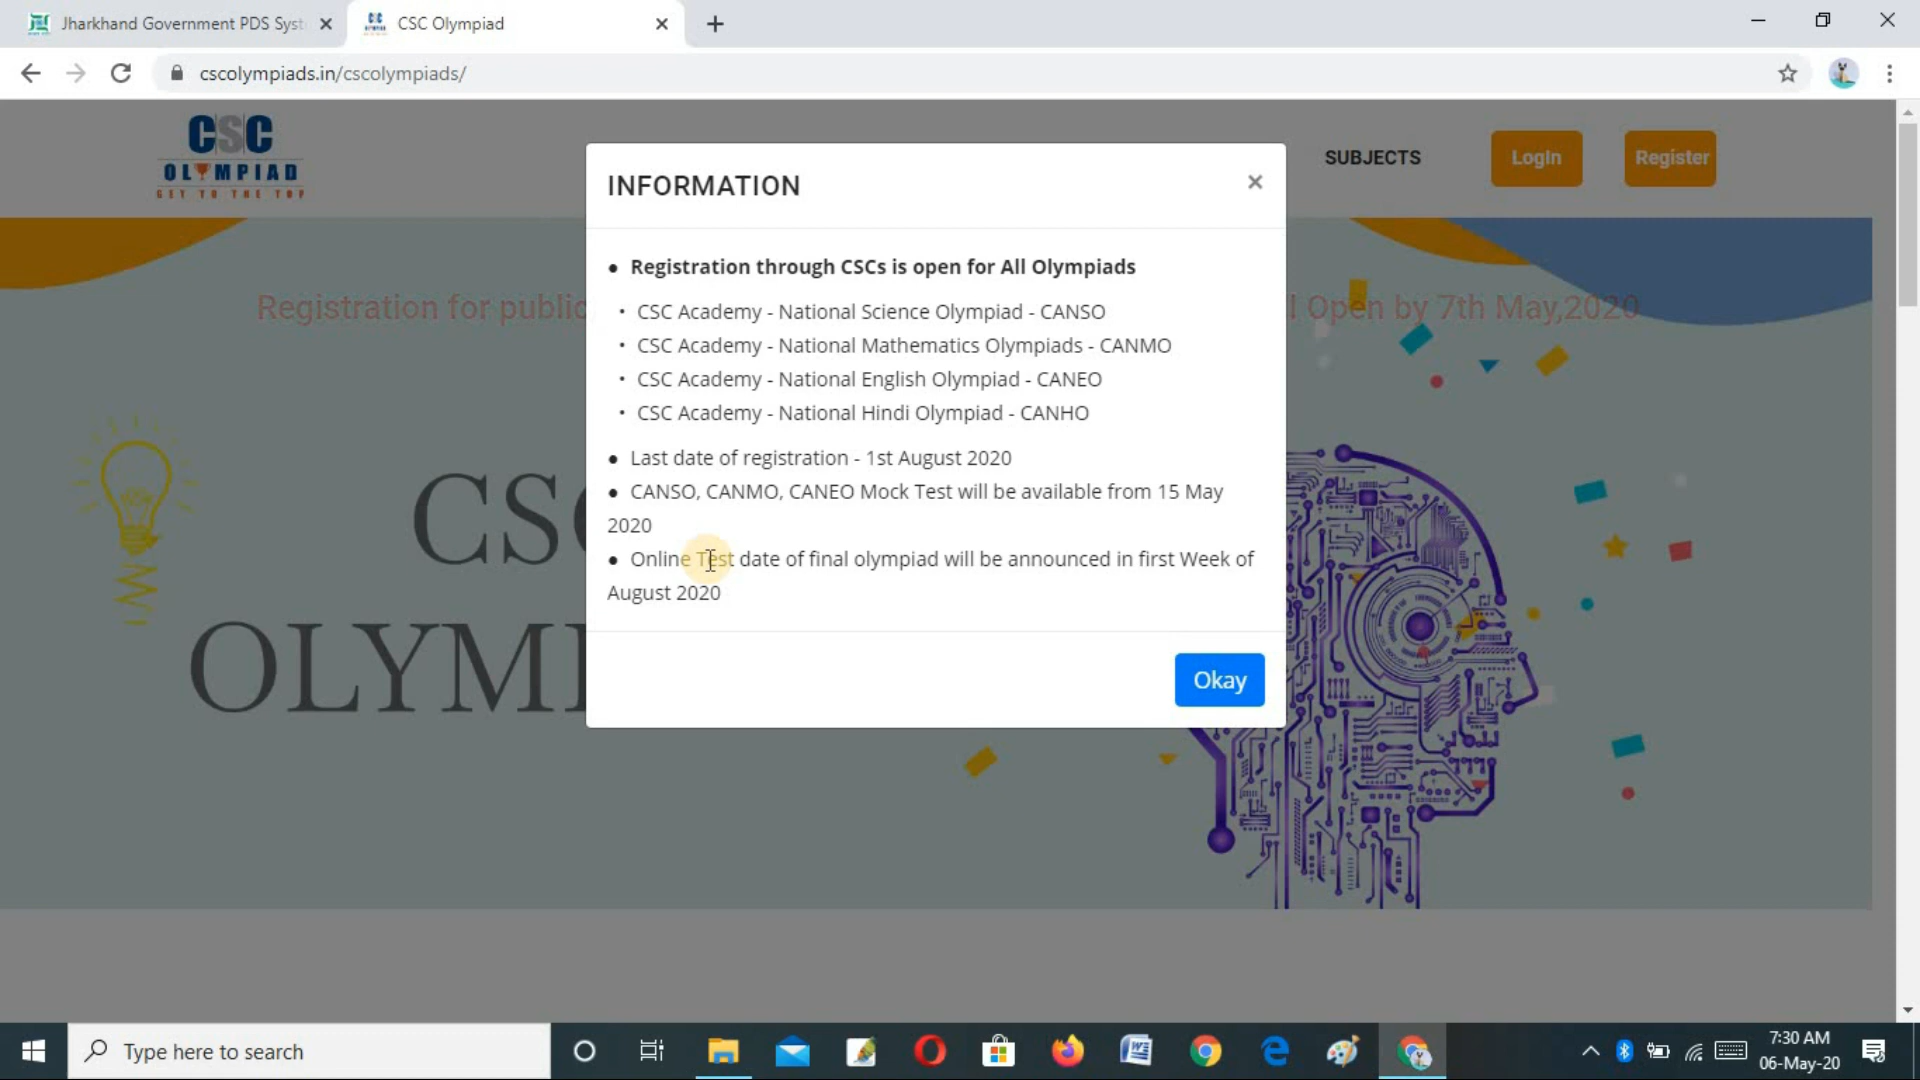 Jharkhand Government PDS Syst
CSC Olympiad
cscolympiads.in/cscolympiads/
CSC
OLYMPIAD
GET TO THE TOP
SUBJECTS
LogIn
Register
Registration for public
l Open by 7th May,2020
CSC
OLYMPI
INFORMATION
×
● Registration through CSCs is open for All Olympiads
• CSC Academy - National Science Olympiad - CANSO
• CSC Academy - National Mathematics Olympiads - CANMO
• CSC Academy - National English Olympiad - CANEO
• CSC Academy - National Hindi Olympiad - CANHO
● Last date of registration - 1st August 2020
● CANSO, CANMO, CANEO Mock Test will be available from 15 May
2020
● Online Test date of final olympiad will be announced in first Week of
August 2020
Okay
Type here to search
7:30 AM
06-May-20